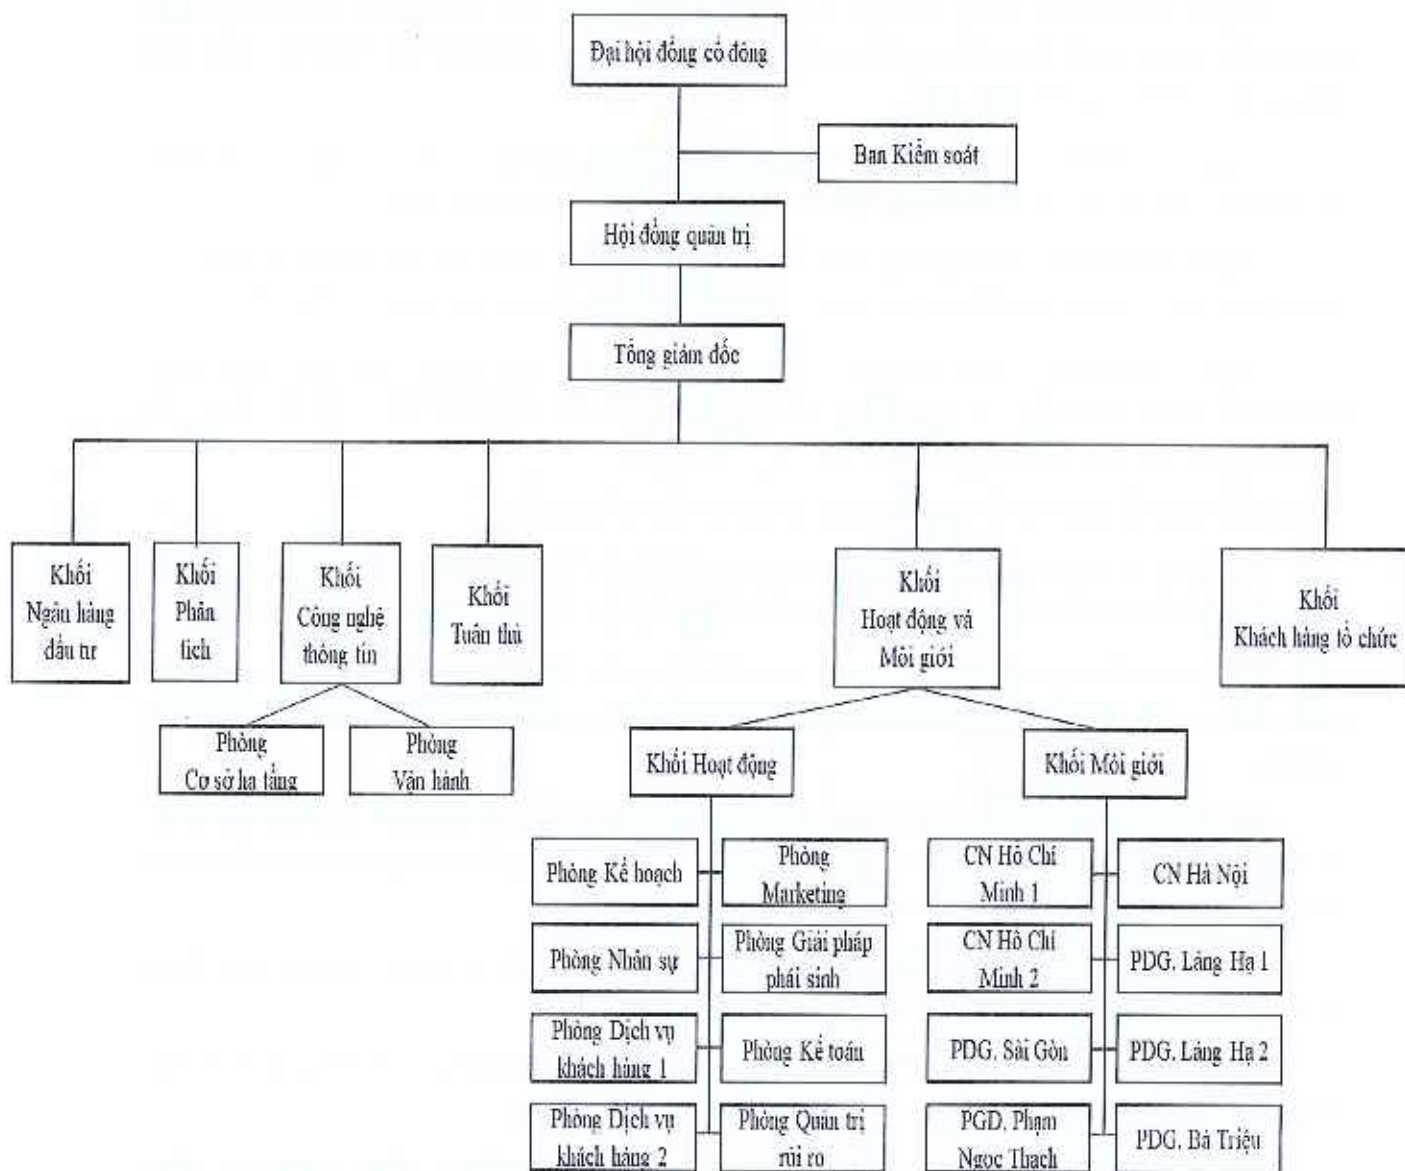 Đại hội đồng cổ đông
Ban Kiểm soát
Hội đồng quản trị
Tổng giám đốc
Khối
Ngân hàng
đầu tư
Khối
Phân
tích
Khối
Công nghệ
thông tin
Khối
Tuân thủ
Khối
Hoạt động và
Môi giới
Khối
Khách hàng tổ chức
Phòng
Cơ sở hạ tầng
Phòng
Vận hành
Khối Hoạt động
Khối Môi giới
Phòng Kế hoạch
Phòng
Marketing
CN Hồ Chí
Minh 1
CN Hà Nội
Phòng Nhân sự
Phòng Giải pháp
phái sinh
CN Hồ Chí
Minh 2
PDG. Láng Hạ 1
Phòng Dịch vụ
khách hàng 1
Phòng Kế toán
PDG. Sài Gòn
PDG. Láng Hạ 2
Phòng Dịch vụ
khách hàng 2
Phòng Quản trị
rủi ro
PGD. Phạm
Ngọc Thạch
PDG. Bà Triệu